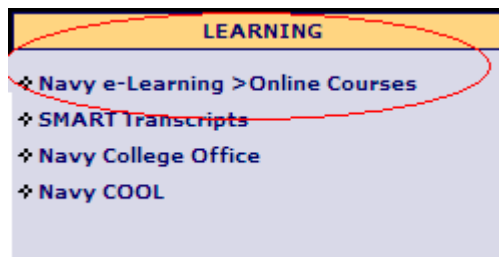 LEARNING
Navy e-Learning >Online Courses
SMART Transcripts
Navy College Office
Navy COOL